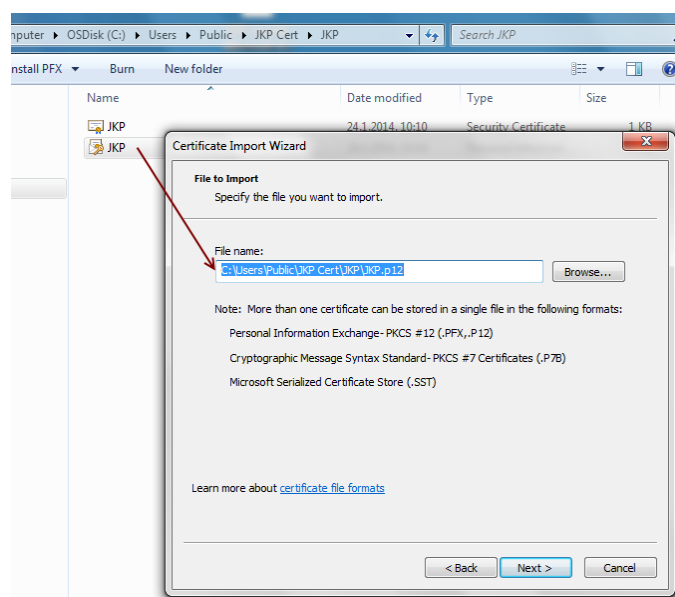 nputer ▸ OSDisk (C:) ▸ Users ▸ Public ▸ JKP Cert ▸ JKP
Search JKP
nstall PFX Burn New folder
Name Date modified Type Size
JKP 24.1.2014. 10:10 Security Certificate 1 KB
JKP
Certificate Import Wizard
File to Import
Specify the file you want to import.
File name:
C:\Users\Public\JKP Cert\JKP\JKP.p12
Browse...
Note: More than one certificate can be stored in a single file in the following formats:
Personal Information Exchange- PKCS #12 (.PFX,.P12)
Cryptographic Message Syntax Standard- PKCS #7 Certificates (.P7B)
Microsoft Serialized Certificate Store (.SST)
Learn more about certificate file formats
< Back Next > Cancel